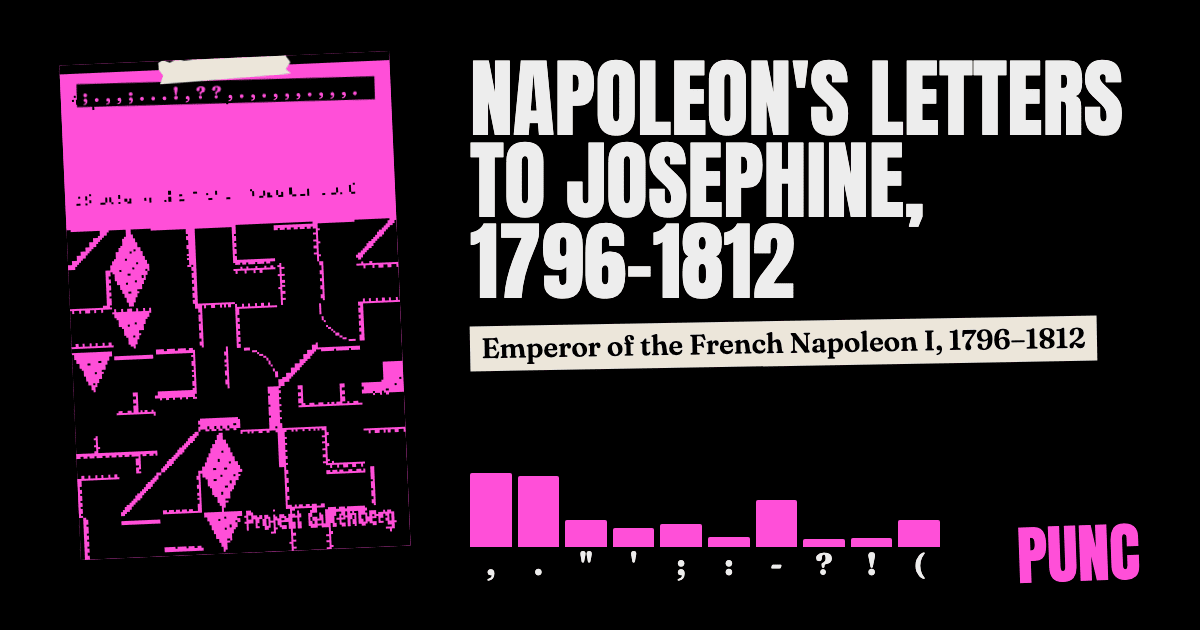 ;.,,;...!,??,.,.,,,,,,.
Project Gutenberg
NAPOLEON'S LETTERS
TO JOSEPHINE,
1796-1812
Emperor of the French Napoleon I, 1796–1812
, . " ' ; : - ? ! (
PUNC